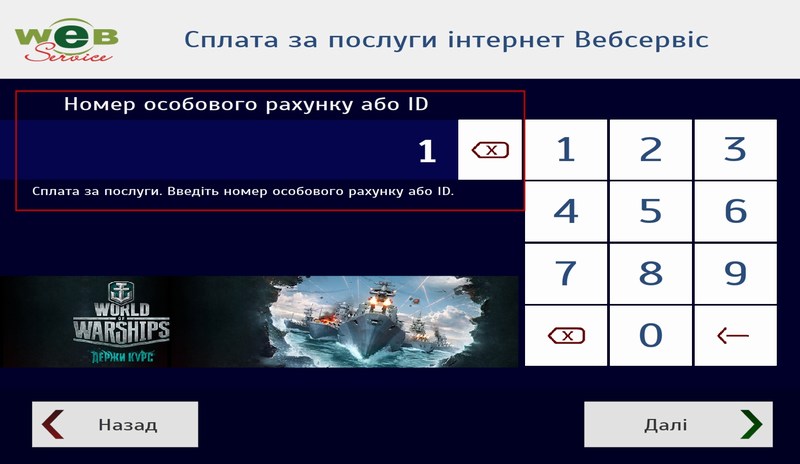 WEB
Service
Сплата за послуги інтернет Вебсервіс
Номер особового рахунку або ID
1
Сплата за послуги. Введіть номер особового рахунку або ID.
1 2 3
4 5 6
7 8 9
0
WORLD
OF
WARSHIPS
ДЕРЖИ КУРС
Назад
Далі